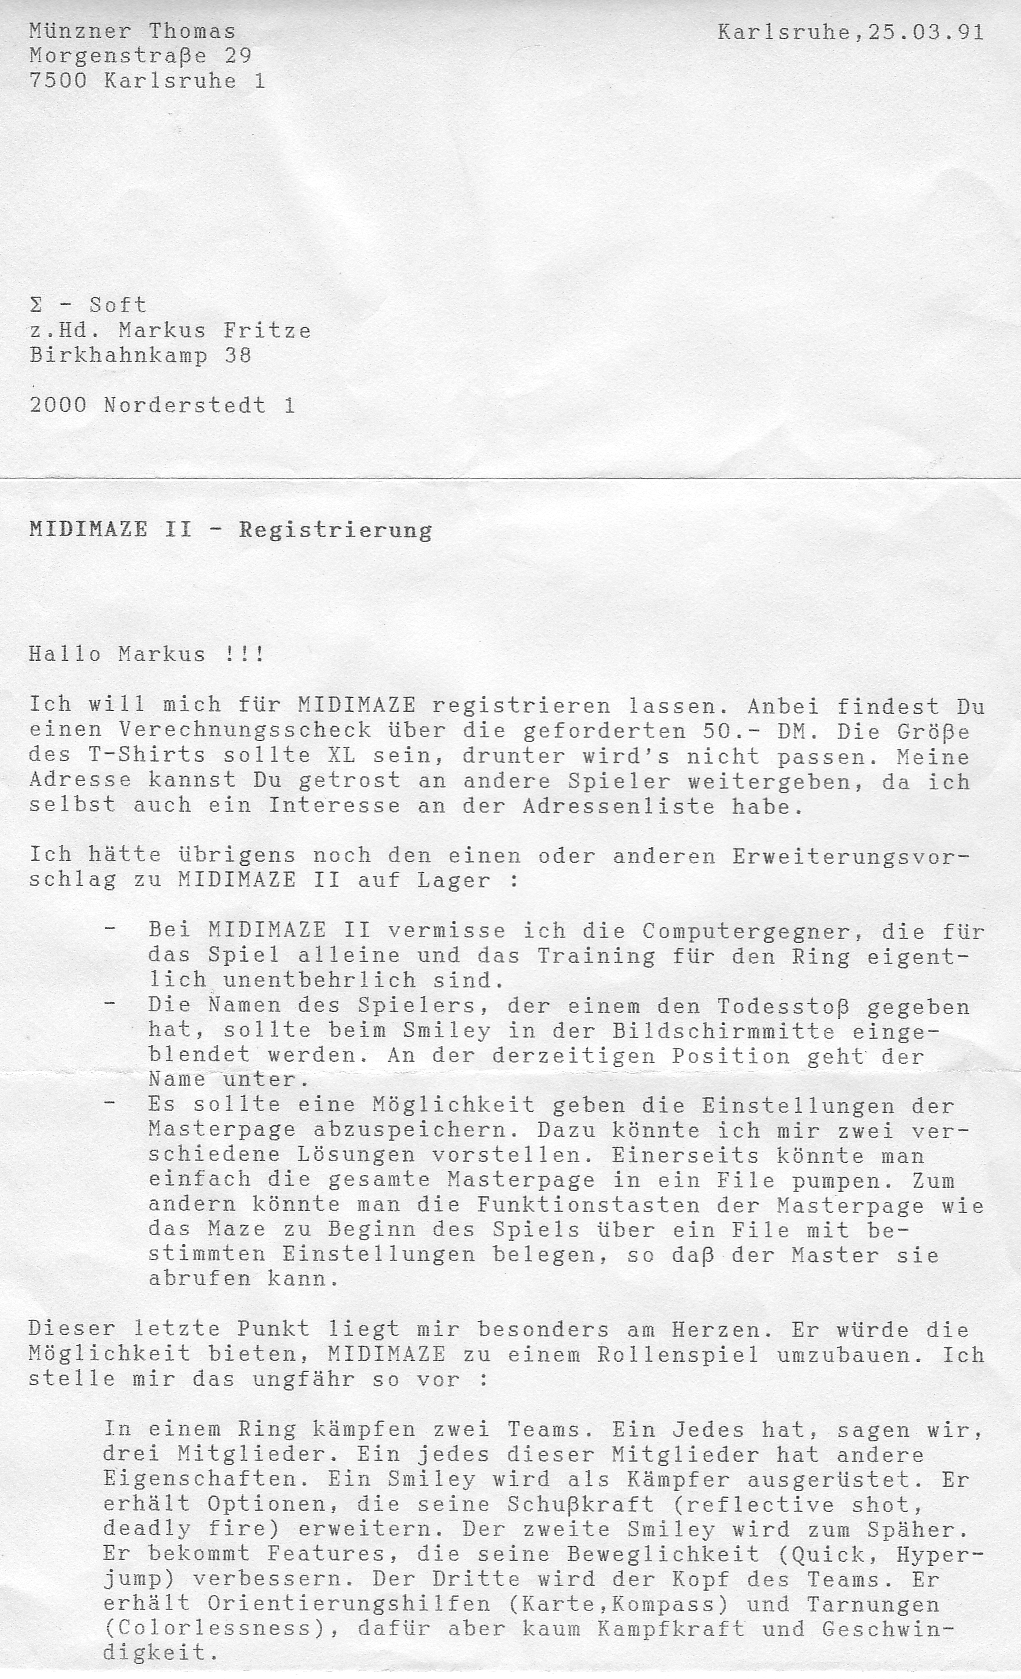 Münzner Thomas Karlsruhe,25.03.91
Morgenstraße 29
7500 Karlsruhe 1
Σ - Soft
z.Hd. Markus Fritze
Birkhahnkamp 38
2000 Norderstedt 1
MIDIMAZE II - Registrierung
Hallo Markus !!!
Ich will mich für MIDIMAZE registrieren lassen. Anbei findest Du
einen Verechnungsscheck über die geforderten 50.- DM. Die Größe
des T-Shirts sollte XL sein, drunter wird's nicht passen. Meine
Adresse kannst Du getrost an andere Spieler weitergeben, da ich
selbst auch ein Interesse an der Adressenliste habe.
Ich hätte übrigens noch den einen oder anderen Erweiterungsvor-
schlag zu MIDIMAZE II auf Lager :
- Bei MIDIMAZE II vermisse ich die Computergegner, die für
das Spiel alleine und das Training für den Ring eigent-
lich unentbehrlich sind.
- Die Namen des Spielers, der einem den Todesstoß gegeben
hat, sollte beim Smiley in der Bildschirmmitte einge-
blendet werden. An der derzeitigen Position geht der
Name unter.
- Es sollte eine Möglichkeit geben die Einstellungen der
Masterpage abzuspeichern. Dazu könnte ich mir zwei ver-
schiedene Lösungen vorstellen. Einerseits könnte man
einfach die gesamte Masterpage in ein File pumpen. Zum
andern könnte man die Funktionstasten der Masterpage wie
das Maze zu Beginn des Spiels über ein File mit be-
stimmten Einstellungen belegen, so daß der Master sie
abrufen kann.
Dieser letzte Punkt liegt mir besonders am Herzen. Er würde die
Möglichkeit bieten, MIDIMAZE zu einem Rollenspiel umzubauen. Ich
stelle mir das ungfähr so vor :
In einem Ring kämpfen zwei Teams. Ein Jedes hat, sagen wir,
drei Mitglieder. Ein jedes dieser Mitglieder hat andere
Eigenschaften. Ein Smiley wird als Kämpfer ausgerüstet. Er
erhält Optionen, die seine Schußkraft (reflective shot,
deadly fire) erweitern. Der zweite Smiley wird zum Späher.
Er bekommt Features, die seine Beweglichkeit (Quick, Hyper-
jump) verbessern. Der Dritte wird der Kopf des Teams. Er
erhält Orientierungshilfen (Karte,Kompass) und Tarnungen
(Colorlessness), dafür aber kaum Kampfkraft und Geschwin-
digkeit.